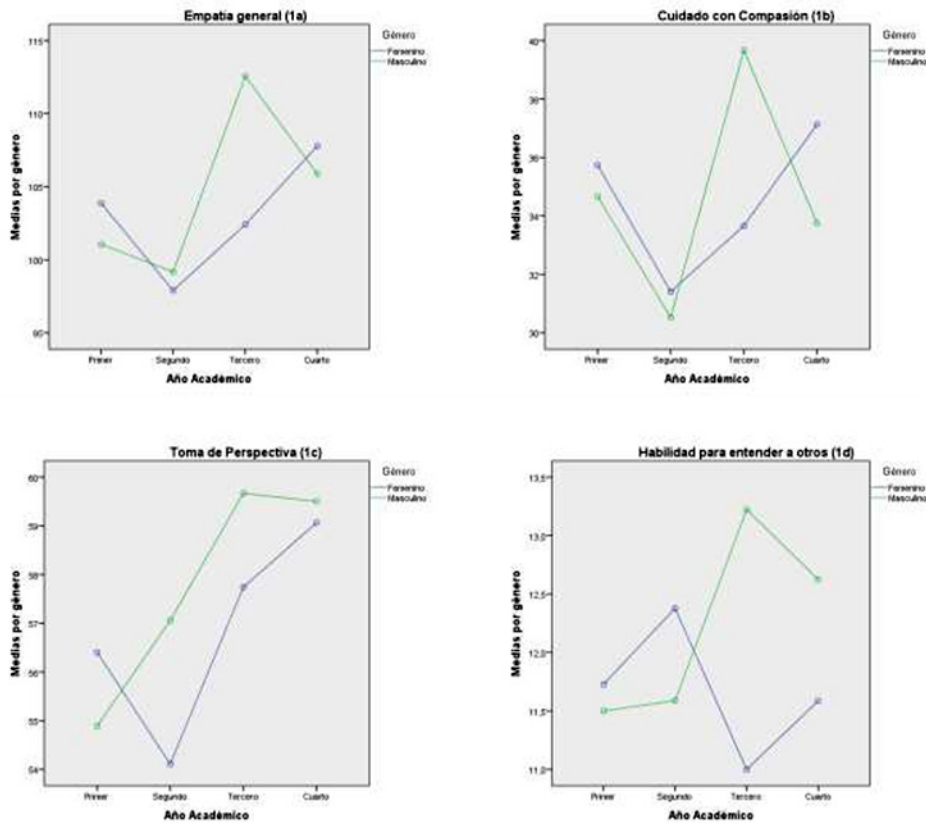 Empatía general (1a)
Género
Femenino
Masculino
115
110
105
100
95
Medias por género
Primer Segundo Tercero Cuarto
Año Académico
Cuidado con Compasión (1b)
Género
Femenino
Masculino
40
38
36
34
32
30
Medias por género
Primer Segundo Tercero Cuarto
Año Académico
Toma de Perspectiva (1c)
Género
Femenino
Masculino
60
59
58
57
56
55
54
Medias por género
Primer Segundo Tercero Cuarto
Año Académico
Habilidad para entender a otros (1d)
Género
Femenino
Masculino
13,5
13,0
12,5
12,0
11,5
11,0
Medias por género
Primer Segundo Tercero Cuarto
Año Académico